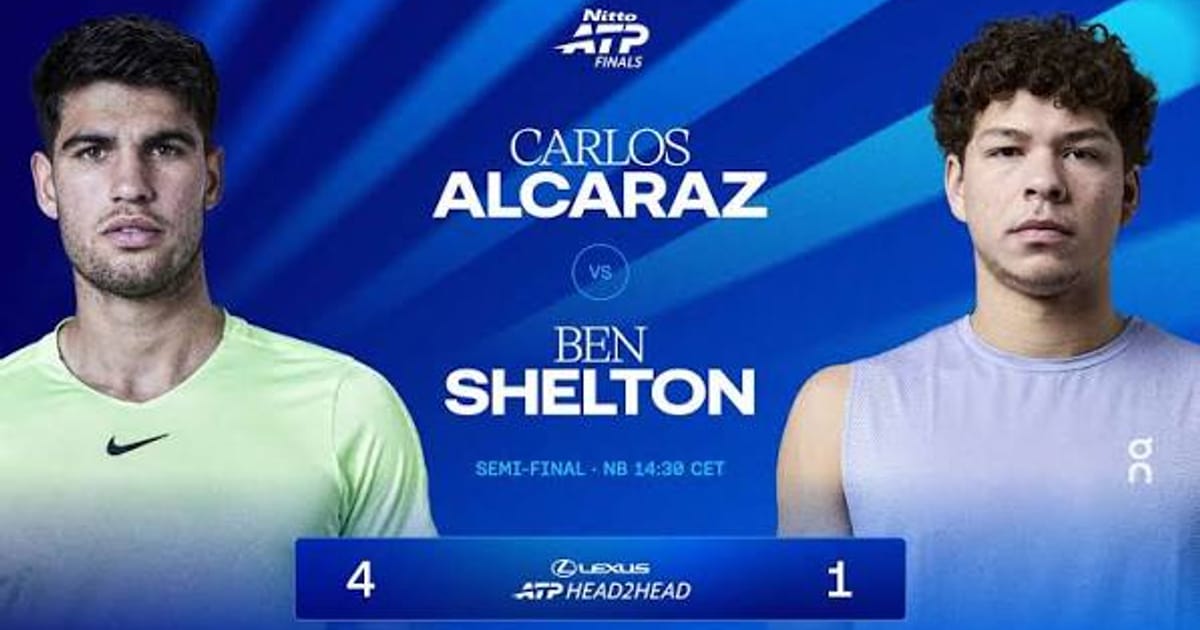 Nitto
ATP
FINALS
CARLOS
ALCARAZ
VS
BEN
SHELTON
SEMI-FINAL · NB 14:30 CET
on
4
LEXUS
ATP HEAD2HEAD
1